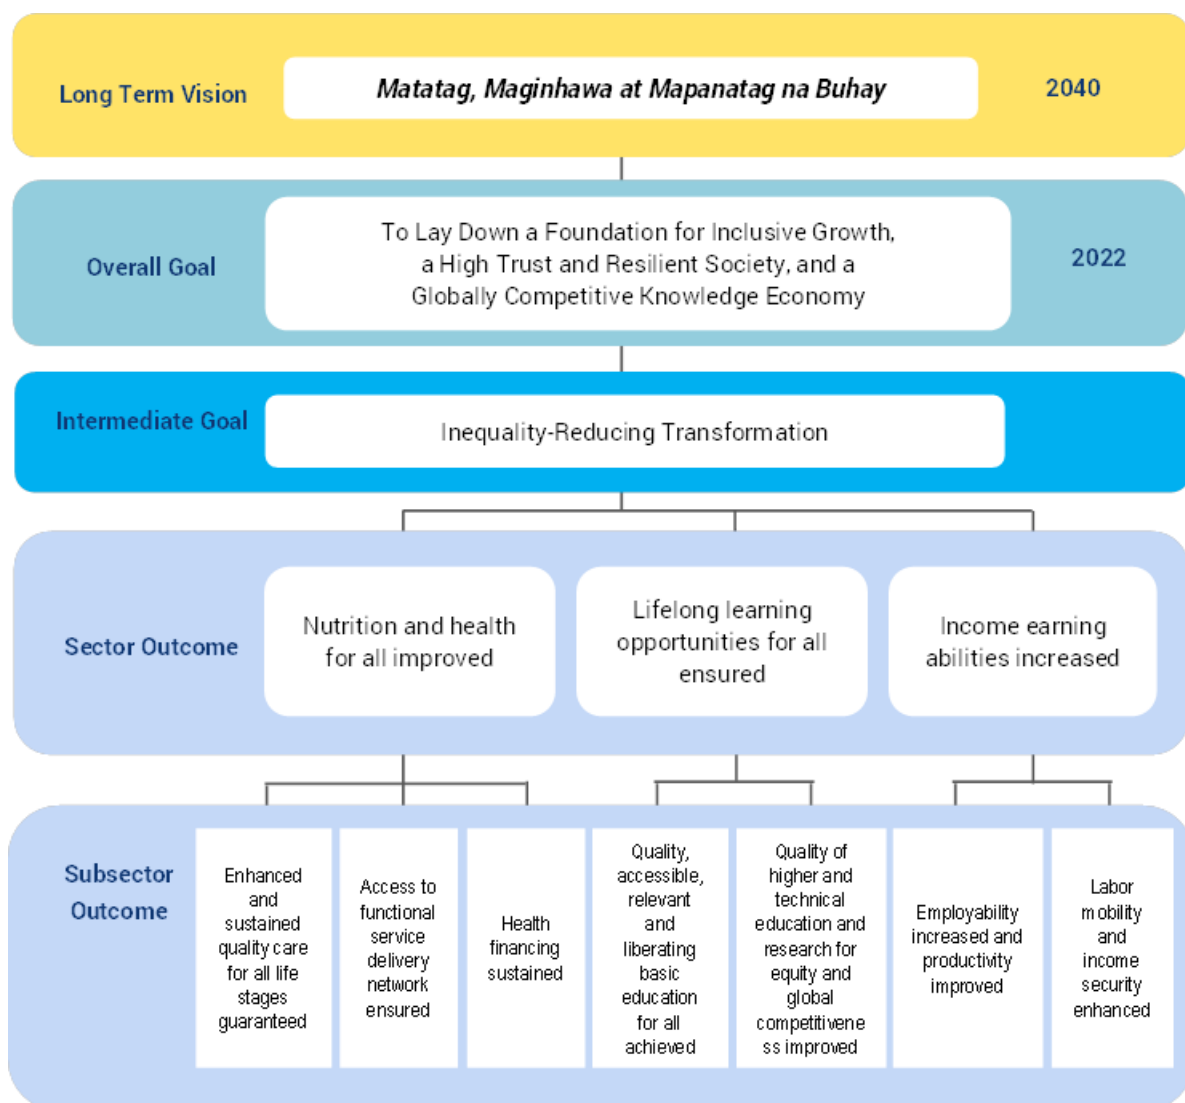 Long Term Vision
Matatag, Maginhawa at Mapanatag na Buhay
2040
Overall Goal
To Lay Down a Foundation for Inclusive Growth,
a High Trust and Resilient Society, and a
Globally Competitive Knowledge Economy
2022
Intermediate Goal
Inequality-Reducing Transformation
Sector Outcome
Nutrition and health
for all improved
Lifelong learning
opportunities for all
ensured
Income earning
abilities increased
Subsector
Outcome
Enhanced
and
sustained
quality care
for all life
stages
guaranteed
Access to
functional
service
delivery
network
ensured
Health
financing
sustained
Quality,
accessible,
relevant
and
liberating
basic
education
for all
achieved
Quality of
higher and
technical
education and
research for
equity and
global
competitivene
ss improved
Employability
increased and
productivity
improved
Labor
mobility
and
income
security
enhanced